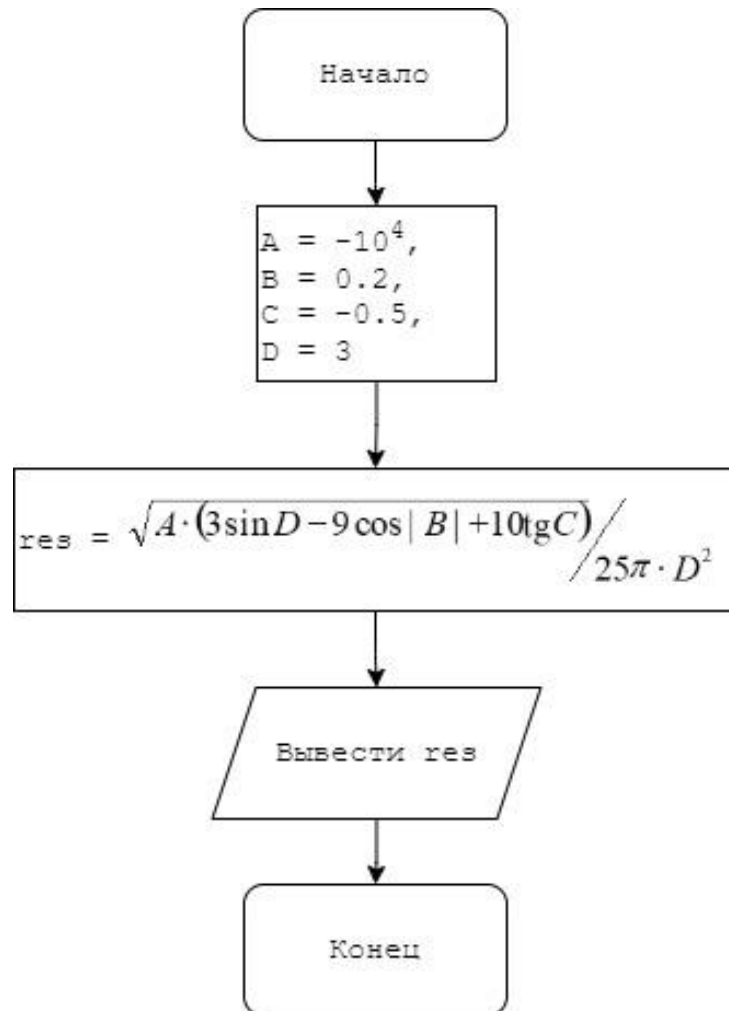 Начало
A = -10⁴,
B = 0.2,
C = -0.5,
D = 3
res = √A·(3sinD−9cos|B|+10tgC)/25π·D²
Вывести res
Конец